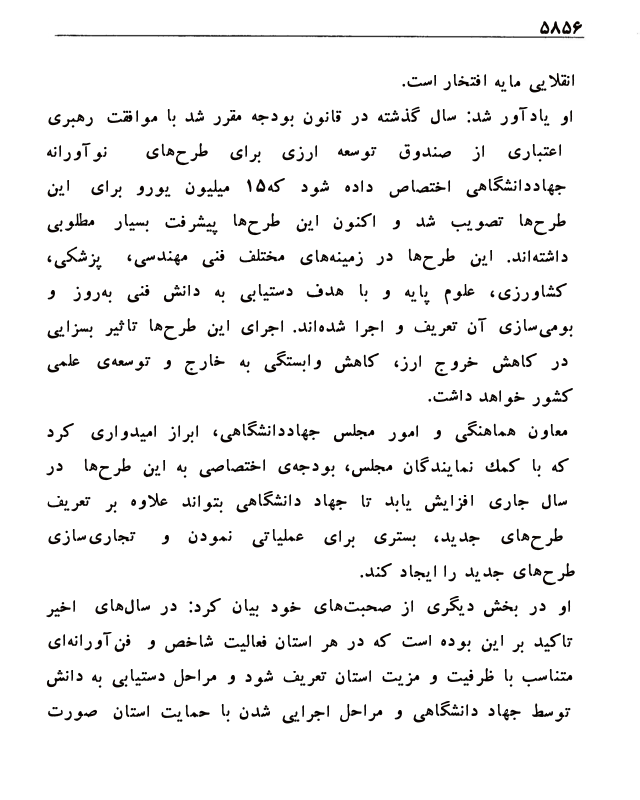 ۵۸۵۶
انقلابی مایه افتخار است.
او یادآور شد: سال گذشته در قانون بودجه مقرر شد با موافقت رهبری
اعتباری از صندوق توسعه ارزی برای طرح‌های نوآورانه
جهاددانشگاهی اختصاص داده شود که۱۵ میلیون یورو برای این
طرح‌ها تصویب شد و اکنون این طرح‌ها پیشرفت بسیار مطلوبی
داشته‌اند. این طرح‌ها در زمینه‌های مختلف فنی مهندسی، پزشکی،
کشاورزی، علوم پایه و با هدف دستیابی به دانش فنی به‌روز و
بومی‌سازی آن تعریف و اجرا شده‌اند. اجرای این طرح‌ها تاثیر بسزایی
در کاهش خروج ارز، کاهش وابستگی به خارج و توسعه‌ی علمی
کشور خواهد داشت.
معاون هماهنگی و امور مجلس جهاددانشگاهی، ابراز امیدواری کرد
که با کمك نمایندگان مجلس، بودجه‌ی اختصاصی به این طرح‌ها در
سال جاری افزایش یابد تا جهاد دانشگاهی بتواند علاوه بر تعریف
طرح‌های جدید، بستری برای عملیاتی نمودن و تجاری‌سازی
طرح‌های جدید را ایجاد کند.
او در بخش دیگری از صحبت‌های خود بیان کرد: در سال‌های اخیر
تاکید بر این بوده است که در هر استان فعالیت شاخص و فن‌آورانه‌ای
متناسب با ظرفیت و مزیت استان تعریف شود و مراحل دستیابی به دانش
توسط جهاد دانشگاهی و مراحل اجرایی شدن با حمایت استان صورت